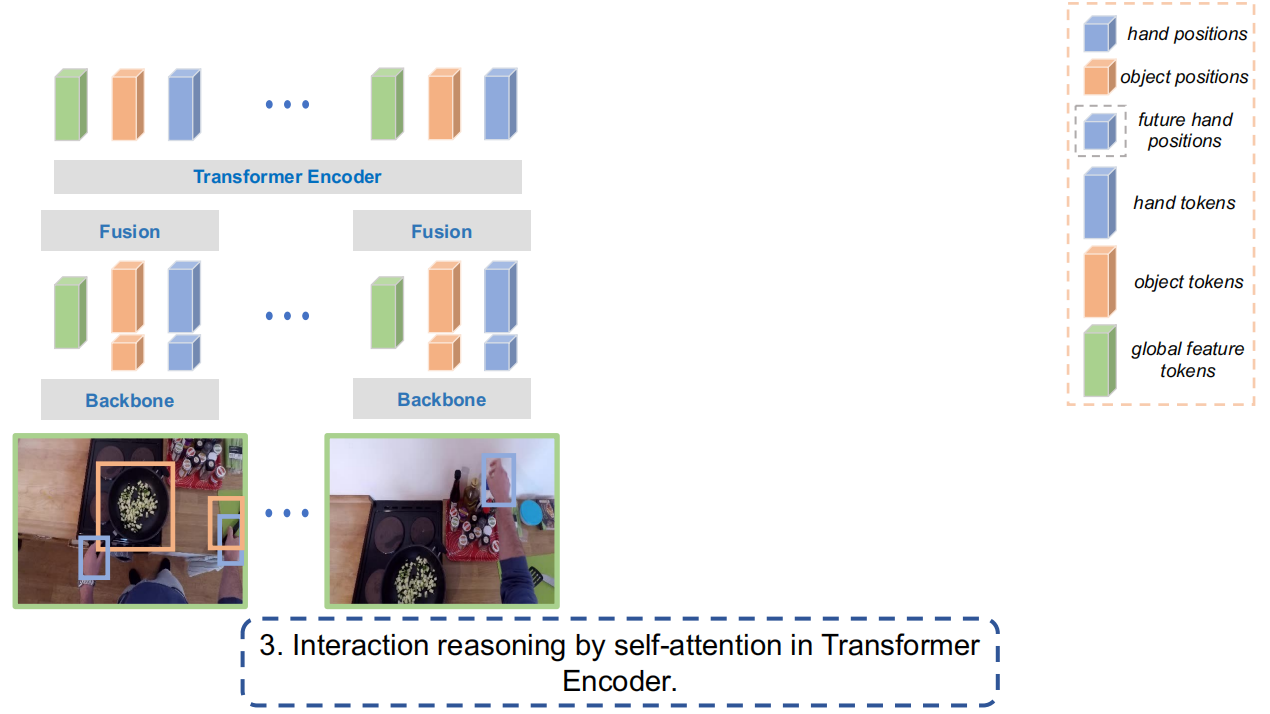 hand positions
object positions
future hand
positions
hand tokens
object tokens
global feature
tokens
Transformer Encoder
Fusion
Fusion
Backbone
Backbone
3. Interaction reasoning by self-attention in Transformer
Encoder.